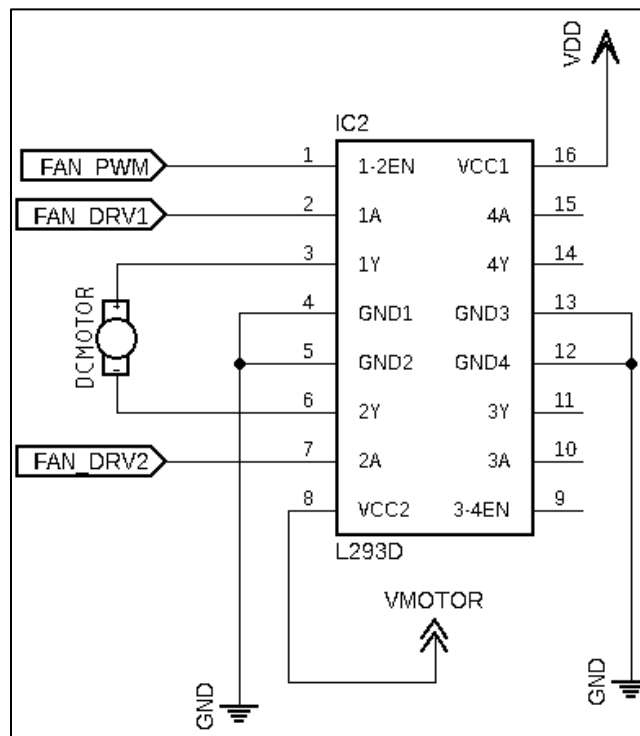 VDD
IC2
FAN_PWM 1 1-2EN VCC1 16
FAN_DRV1 2 1A 4A 15
3 1Y 4Y 14
4 GND1 GND3 13
DCMOTOR
+
-
5 GND2 GND4 12
6 2Y 3Y 11
FAN_DRV2 7 2A 3A 10
8 VCC2 3-4EN 9
L293D
VMOTOR
GND
GND